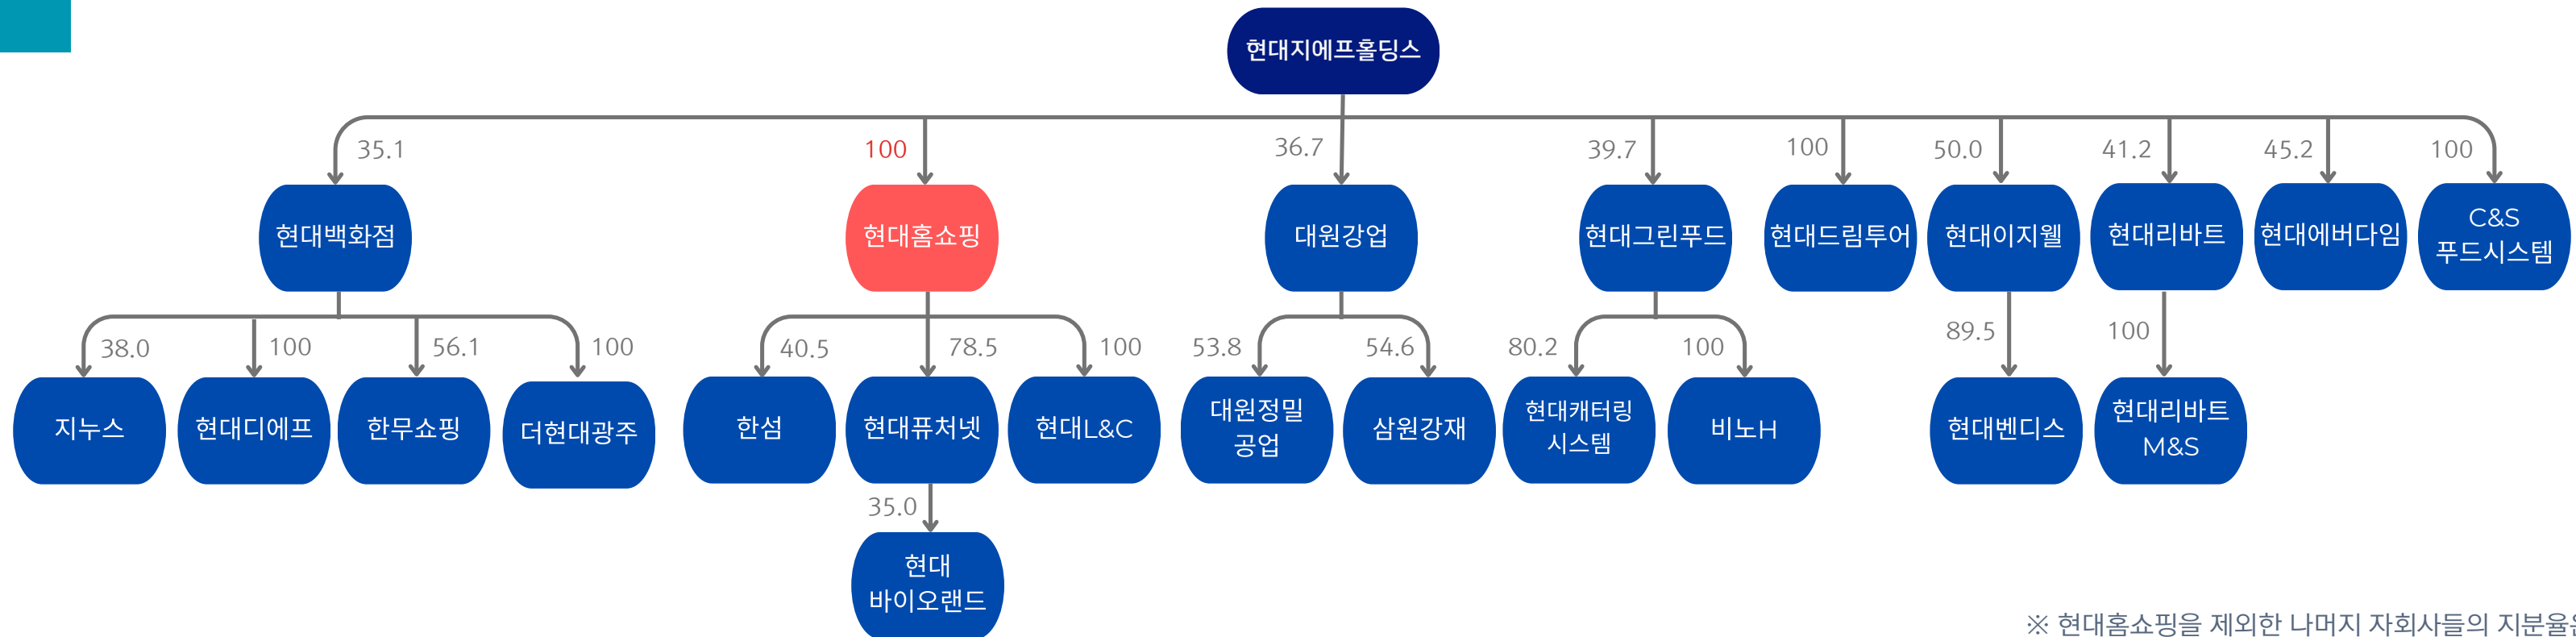 현대지에프홀딩스
35.1
100
36.7
39.7
100
50.0
41.2
45.2
100
현대백화점
현대홈쇼핑
대원강업
현대그린푸드
현대드림투어
현대이지웰
현대리바트
현대에버다임
C&S
푸드시스템
38.0
100
56.1
100
40.5
78.5
100
53.8
54.6
80.2
100
89.5
100
지누스
현대디에프
한무쇼핑
더현대광주
한섬
현대퓨처넷
현대L&C
대원정밀
공업
삼원강재
현대캐터링
시스템
비노H
현대벤디스
현대리바트
M&S
35.0
현대
바이오랜드
※ 현대홈쇼핑을 제외한 나머지 자회사들의 지분율은